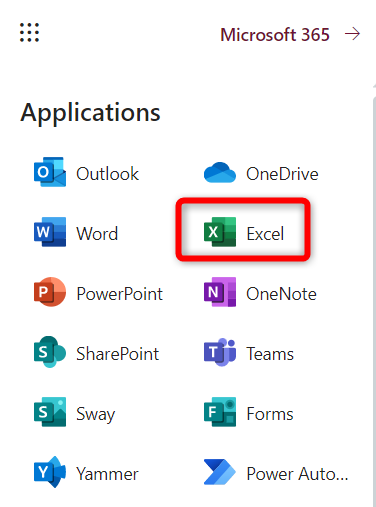 Microsoft 365 →
Applications
Outlook OneDrive
Word Excel
PowerPoint OneNote
SharePoint Teams
Sway Forms
Yammer Power Auto...